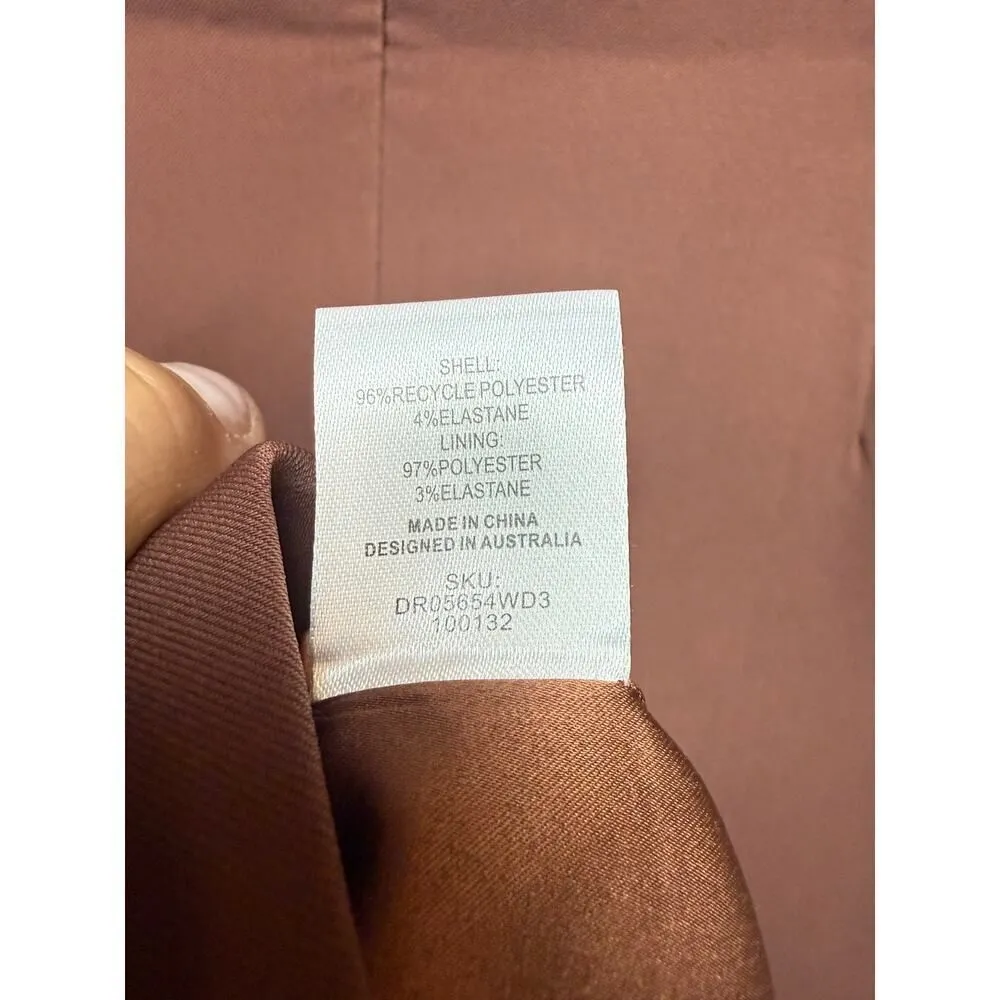 SHELL:
96%RECYCLE POLYESTER
4%ELASTANE
LINING:
97%POLYESTER
3%ELASTANE
MADE IN CHINA
DESIGNED IN AUSTRALIA
SKU:
DR05654WD3
100132